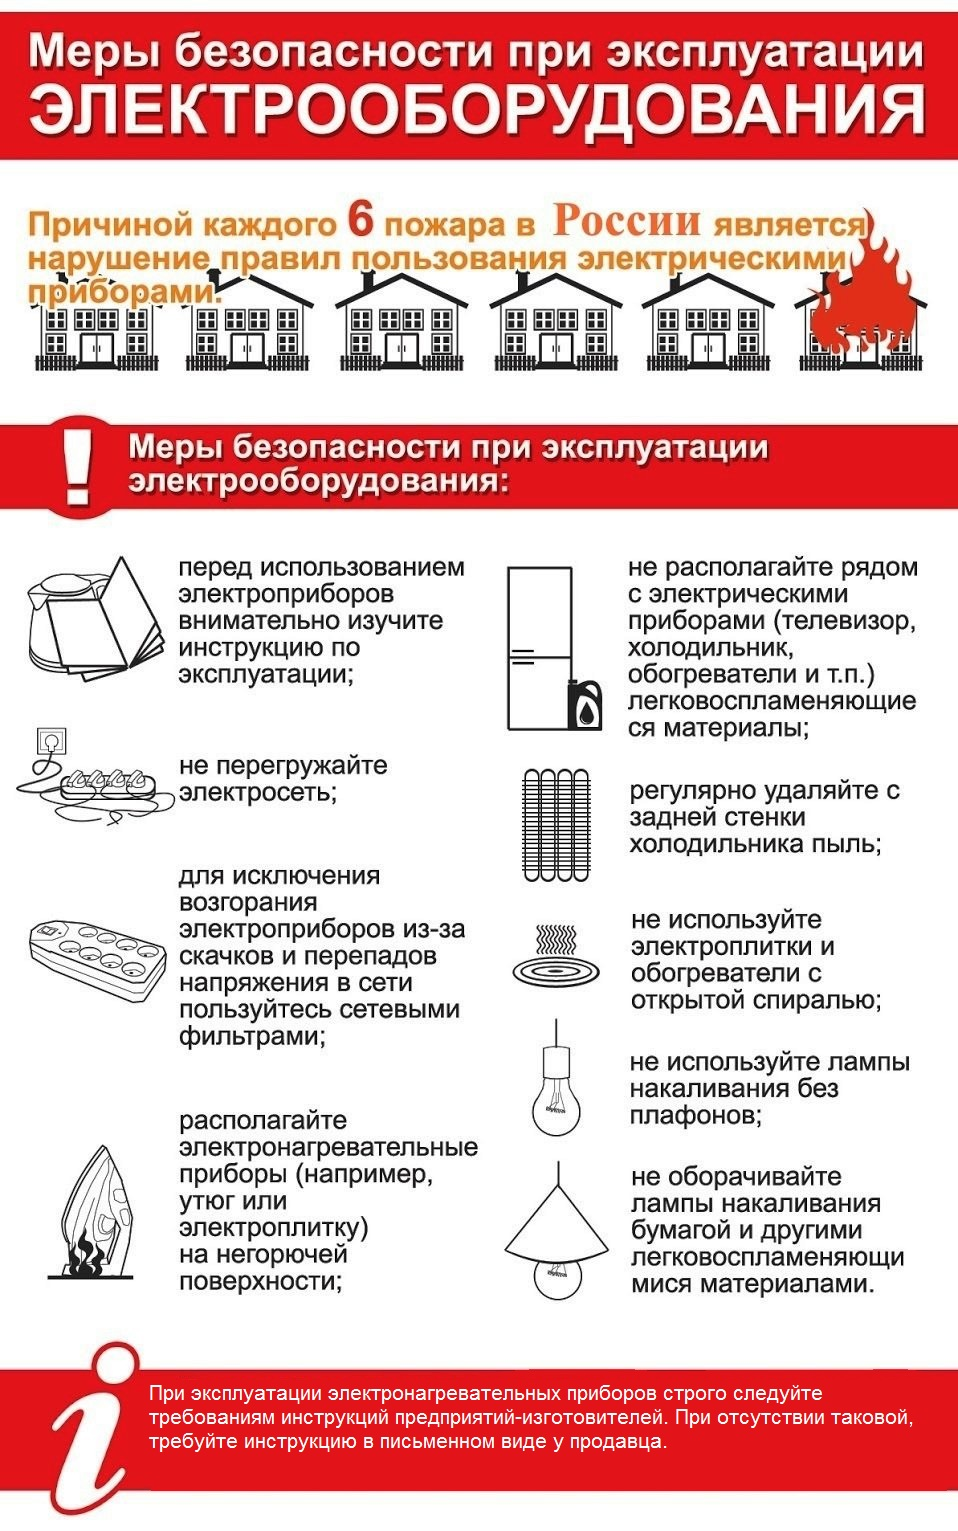 Меры безопасности при эксплуатации
ЭЛЕКТРООБОРУДОВАНИЯ
Причиной каждого 6 пожара в России является
нарушение правил пользования электрическими
приборами.
!
Меры безопасности при эксплуатации
электрооборудования:
перед использованием
электроприборов
внимательно изучите
инструкцию по
эксплуатации;
не перегружайте
электросеть;
для исключения
возгорания
электроприборов из-за
скачков и перепадов
напряжения в сети
пользуйтесь сетевыми
фильтрами;
располагайте
электронагревательные
приборы (например,
утюг или
электроплитку)
на негорючей
поверхности;
не располагайте рядом
с электрическими
приборами (телевизор,
холодильник,
обогреватели и т.п.)
легковоспламеняющие
ся материалы;
регулярно удаляйте с
задней стенки
холодильника пыль;
не используйте
электроплитки и
обогреватели с
открытой спиралью;
не используйте лампы
накаливания без
плафонов;
не оборачивайте
лампы накаливания
бумагой и другими
легковоспламеняющи
мися материалами.
i
При эксплуатации электронагревательных приборов строго следуйте
требованиям инструкций предприятий-изготовителей. При отсутствии таковой,
требуйте инструкцию в письменном виде у продавца.